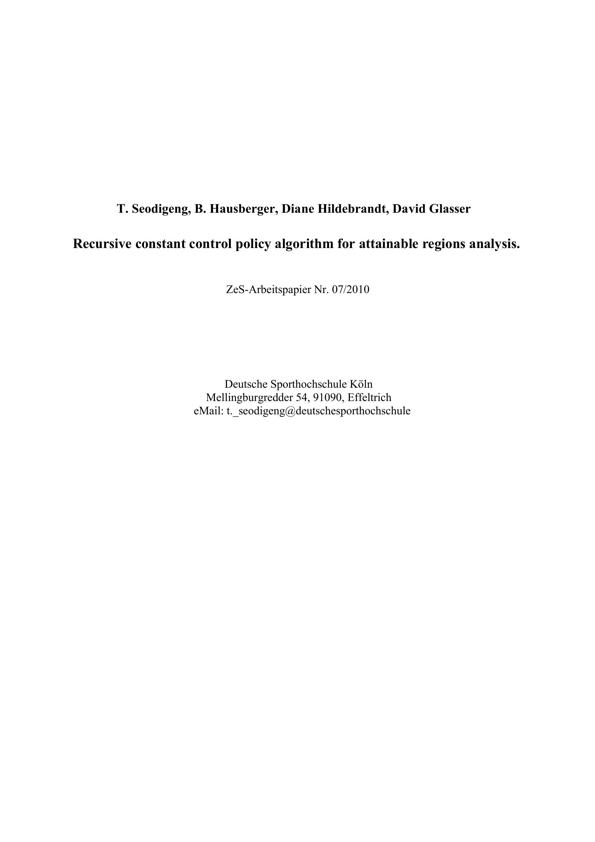 T. Seodigeng, B. Hausberger, Diane Hildebrandt, David Glasser
Recursive constant control policy algorithm for attainable regions analysis.
ZeS-Arbeitspapier Nr. 07/2010
Deutsche Sporthochschule Köln
Mellingburgredder 54, 91090, Effeltrich
eMail: t._seodigeng@deutschesporthochschule